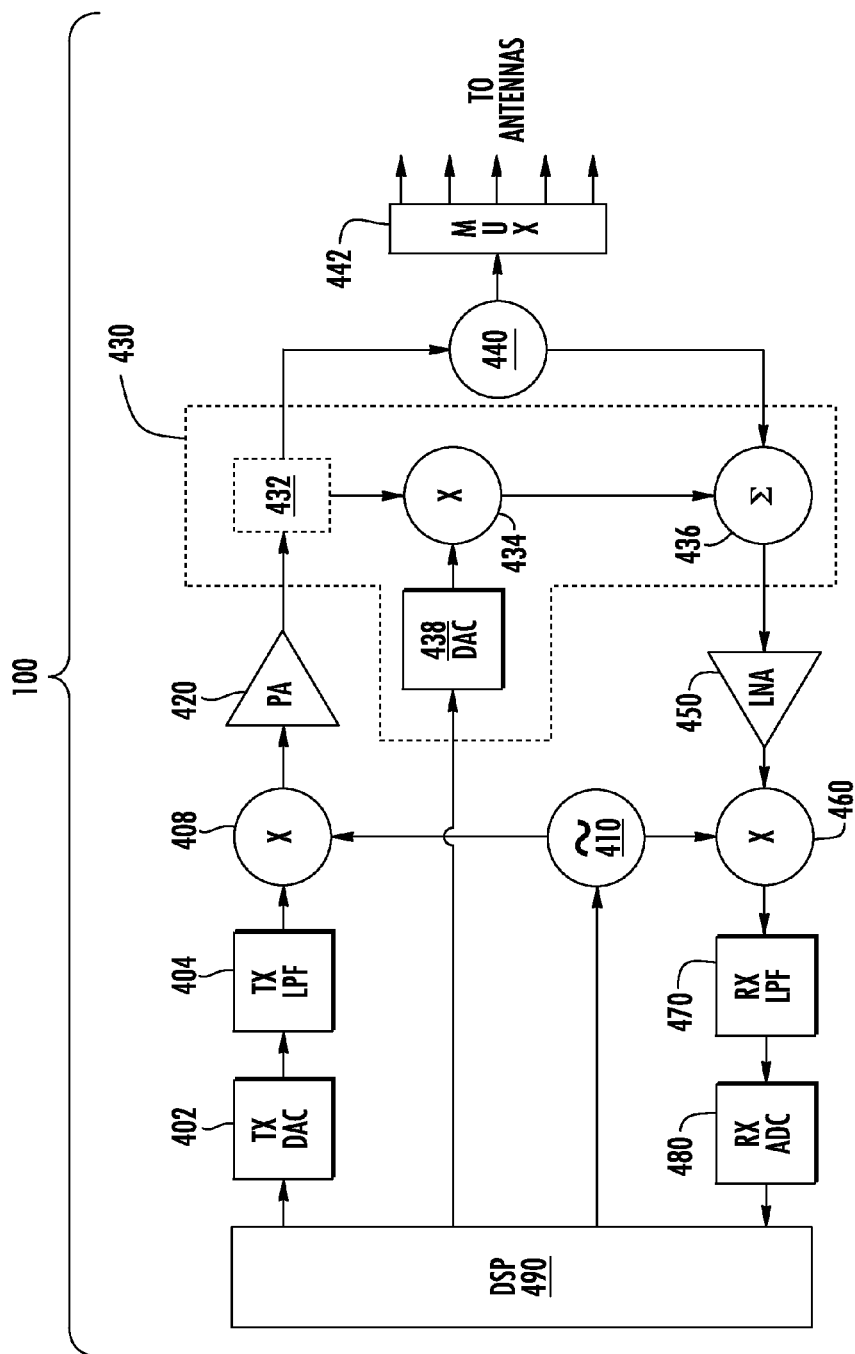 100
DSP
490
402
TX
DAC
404
TX
LPF
408
X
420
PA
430
432
X
434
438
DAC
Σ
436
440
442
M
U
X
TO
ANTENNAS
~
410
450
LNA
X
460
470
RX
LPF
480
RX
ADC